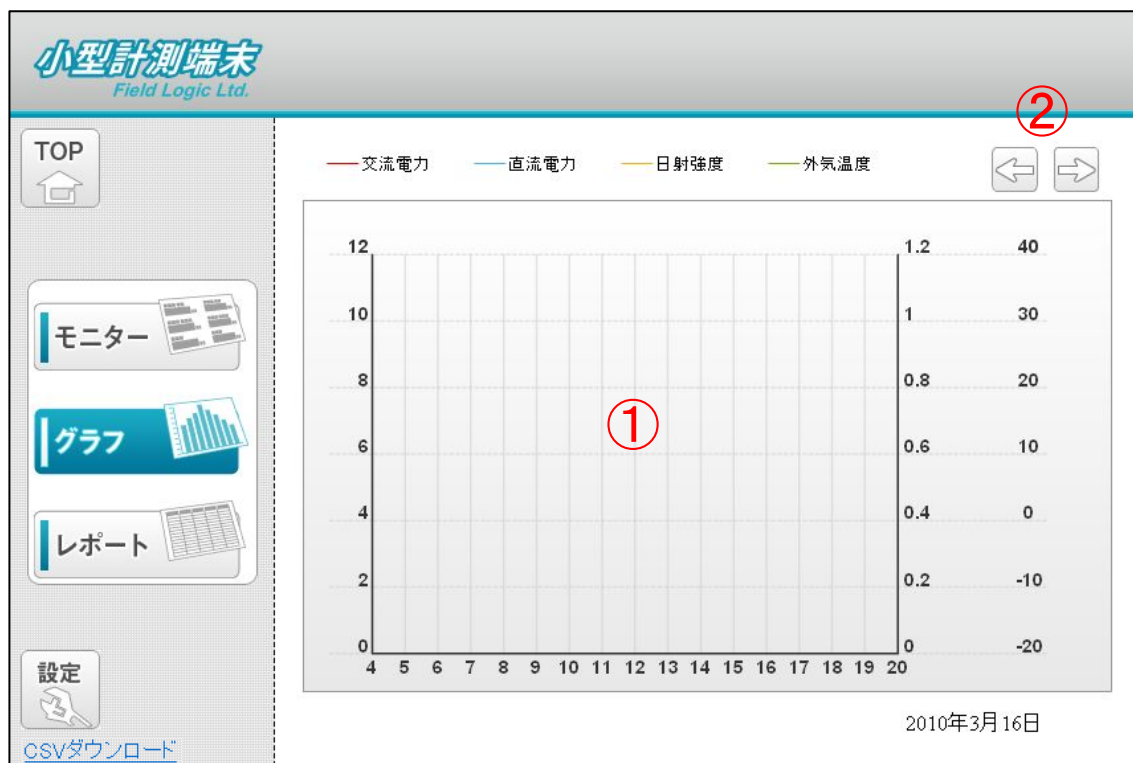 小型計測端末
Field Logic Ltd.
②
TOP
交流電力 直流電力 日射強度 外気温度
12 1.2 40
10 1 30
モニター
8 0.8 20
①
グラフ
6 0.6 10
4 0.4 0
レポート
2 0.2 -10
0 0 -20
4 5 6 7 8 9 10 11 12 13 14 15 16 17 18 19 20
設定
2010年3月16日
CSVダウンロード